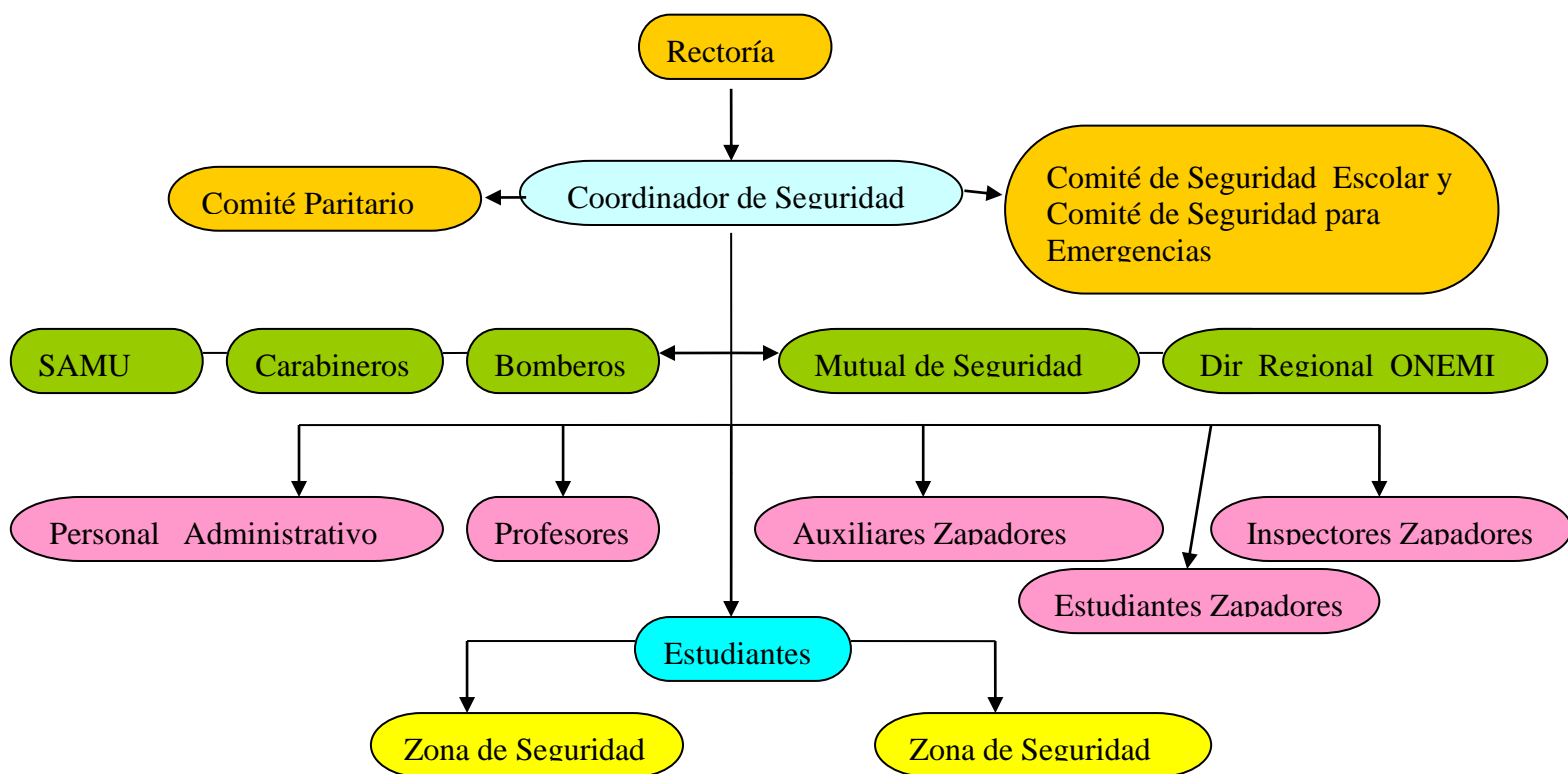 Rectoría
Comité Paritario
Coordinador de Seguridad
Comité de Seguridad Escolar y
Comité de Seguridad para
Emergencias
SAMU
Carabineros
Bomberos
Mutual de Seguridad
Dir Regional ONEMI
Personal Administrativo
Profesores
Auxiliares Zapadores
Inspectores Zapadores
Estudiantes Zapadores
Estudiantes
Zona de Seguridad
Zona de Seguridad